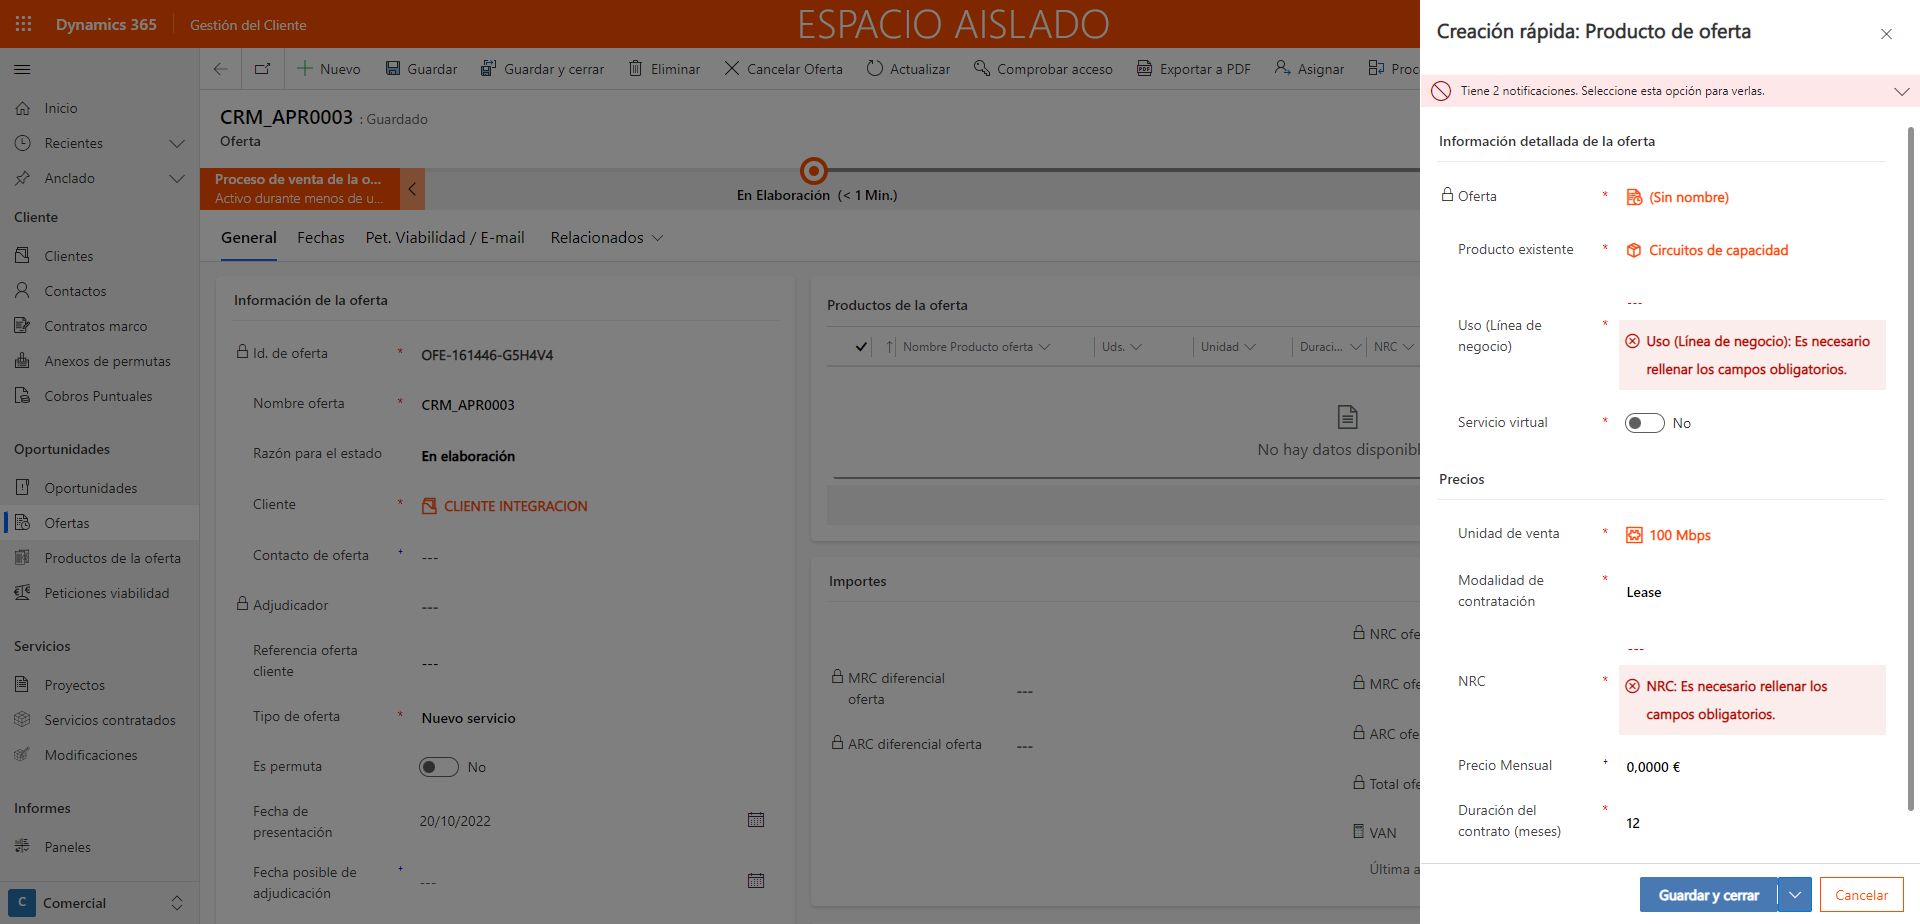 Dynamics 365
Gestión del Cliente
ESPACIO AISLADO
Nuevo
Guardar
Guardar y cerrar
Eliminar
Cancelar Oferta
Actualizar
Comprobar acceso
Exportar a PDF
Asignar
Proc
Inicio
Recientes
Anclado
Cliente
Clientes
Contactos
Contratos marco
Anexos de permutas
Cobros Puntuales
Oportunidades
Oportunidades
Ofertas
Productos de la oferta
Peticiones viabilidad
Servicios
Proyectos
Servicios contratados
Modificaciones
Informes
Paneles
C
Comercial
CRM_APR0003 : Guardado
Oferta
Proceso de venta de la o...
Activo durante menos de u...
En Elaboración (< 1 Min.)
General
Fechas
Pet. Viabilidad / E-mail
Relacionados
Información de la oferta
Id. de oferta * OFE-161446-G5H4V4
Nombre oferta * CRM_APR0003
Razón para el estado En elaboración
Cliente * CLIENTE INTEGRACION
Contacto de oferta + ---
Adjudicador ---
Referencia oferta
cliente ---
Tipo de oferta * Nuevo servicio
Es permuta No
Fecha de
presentación 20/10/2022
Fecha posible de + ---
adjudicación
Productos de la oferta
Nombre Producto oferta
Uds.
Unidad
Duraci...
NRC
No hay datos disponibl
Importes
MRC diferencial
oferta ---
ARC diferencial oferta ---
NRC ofe
MRC ofe
ARC ofe
Total ofe
VAN
Última a
Creación rápida: Producto de oferta
Tiene 2 notificaciones. Seleccione esta opción para verlas.
Información detallada de la oferta
Oferta * (Sin nombre)
Producto existente * Circuitos de capacidad
---
Uso (Línea de *
negocio)
Uso (Línea de negocio): Es necesario
rellenar los campos obligatorios.
Servicio virtual * No
Precios
Unidad de venta * 100 Mbps
Modalidad de *
contratación
Lease
---
NRC *
NRC: Es necesario rellenar los
campos obligatorios.
Precio Mensual + 0,0000 €
Duración del *
contrato (meses)
12
Guardar y cerrar
Cancelar